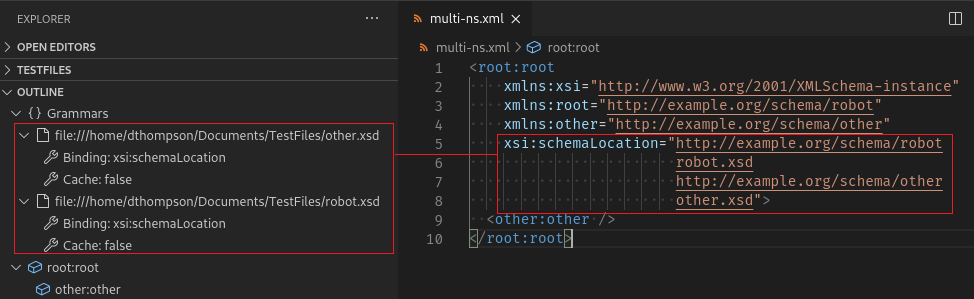 EXPLORER
OPEN EDITORS
TESTFILES
OUTLINE
{} Grammars
file:///home/dthompson/Documents/TestFiles/other.xsd
Binding: xsi:schemaLocation
Cache: false
file:///home/dthompson/Documents/TestFiles/robot.xsd
Binding: xsi:schemaLocation
Cache: false
root:root
other:other
multi-ns.xml
multi-ns.xml > root:root
1 <root:root
2 xmlns:xsi="http://www.w3.org/2001/XMLSchema-instance"
3 xmlns:root="http://example.org/schema/robot"
4 xmlns:other="http://example.org/schema/other"
5 xsi:schemaLocation="http://example.org/schema/robot
6 robot.xsd
7 http://example.org/schema/other
8 other.xsd">
9 <other:other />
10 </root:root>